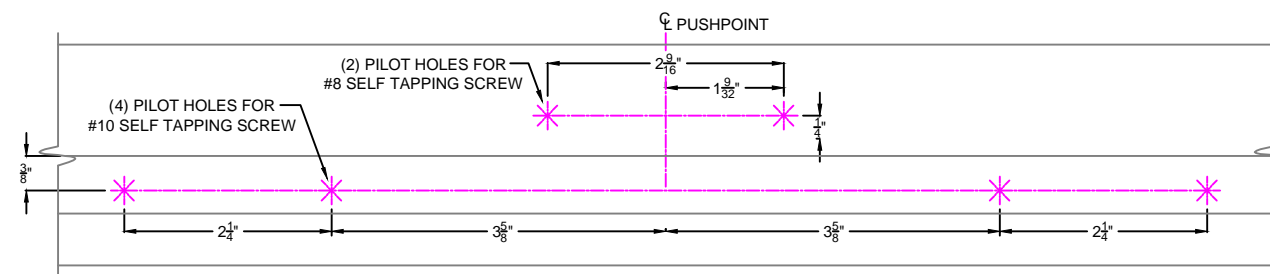 ℄ PUSHPOINT
(2) PILOT HOLES FOR
#8 SELF TAPPING SCREW
2 9/16"
1 9/32"
(4) PILOT HOLES FOR
#10 SELF TAPPING SCREW
1/4"
3/8"
2 1/4"
3 5/8"
3 5/8"
2 1/4"